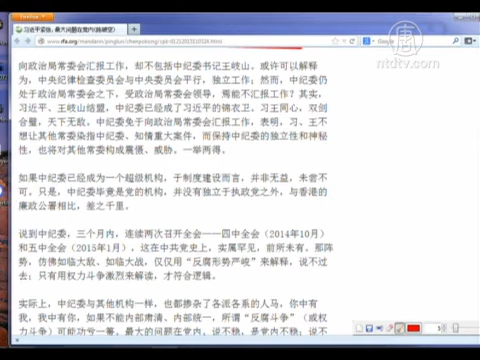 Firefox
习近平紧张，最大问题在党内(陈破空)
www.rfa.org/mandarin/pinglun/chenpokong/cpk-01212015110524.html
唐
ntdtv.com
向政治局常委会汇报工作，却不包括中纪委书记王岐山。或许可以解释
为，中央纪律检查委员会与中央委员会平行，独立工作；然而，中纪委仍
处于政治局常委会之下，受政治局常委会领导，焉能不汇报工作？其实，
习近平、王岐山结盟，中纪委已经成了习近平的锦衣卫。习王同心，双剑
合璧，天下无敌。中纪委免于向政治局常委会汇报工作，表明，习、王不
想让其他常委染指中纪委、知情重大案件，而保持中纪委的独立性和神秘
性，也将对其他常委构成震慑、威胁。一举两得。
如果中纪委已经成为一个超级机构，于制度建设而言，并非无益，未尝不
可。只是，中纪委毕竟是党的机构，并没有独立于执政党之外，与香港的
廉政公署相比，差之千里。
说到中纪委，三个月内，连续两次召开全会——四中全会（2014年10月）
和五中全会（2015年1月），这在中共党史上，实属罕见，前所未有。那阵
势，仿佛如临大敌、如临大战，仅仅用“反腐形势严峻”来解释，说不过
去；只有用权力斗争激烈来解读，才符合逻辑。
实际上，中纪委与其他机构一样，也都掺杂了各派各系的人马，你中有
我，我中有你，如果不能内部肃清、内部统一，所谓“反腐斗争”（或权
力斗争）可能功亏一篑。最大的问题在党内。说不稳，是党内不稳；说不